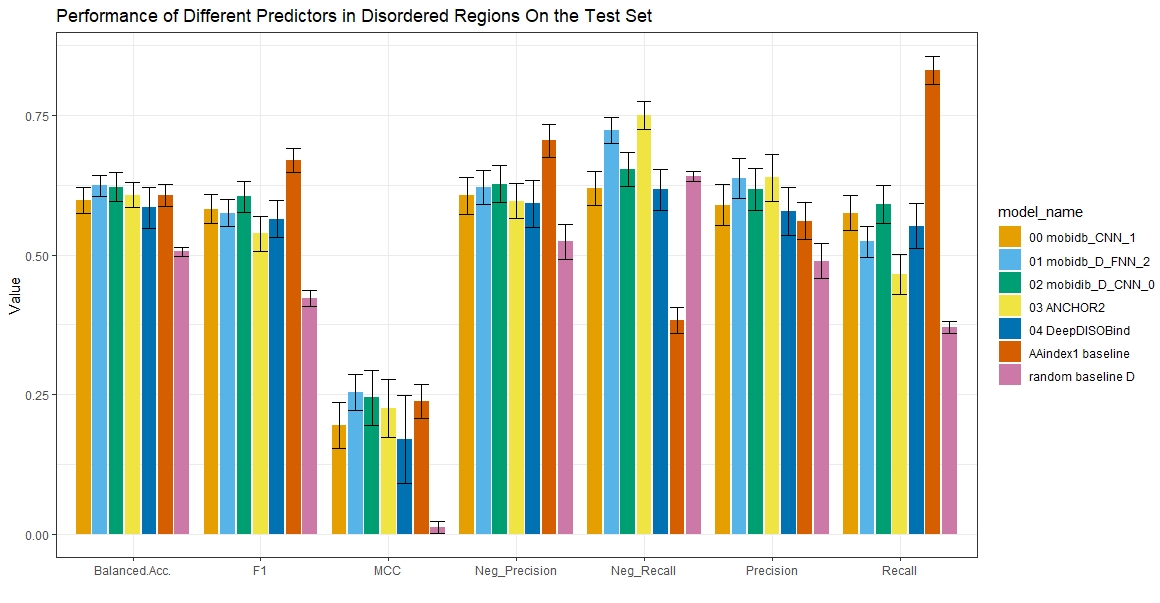 Performance of Different Predictors in Disordered Regions On the Test Set
Value
0.75
0.50
0.25
0.00
Balanced.Acc.
F1
MCC
Neg_Precision
Neg_Recall
Precision
Recall
model_name
00 mobidb_CNN_1
01 mobidb_D_FNN_2
02 mobidib_D_CNN_0
03 ANCHOR2
04 DeepDISOBind
AAindex1 baseline
random baseline D